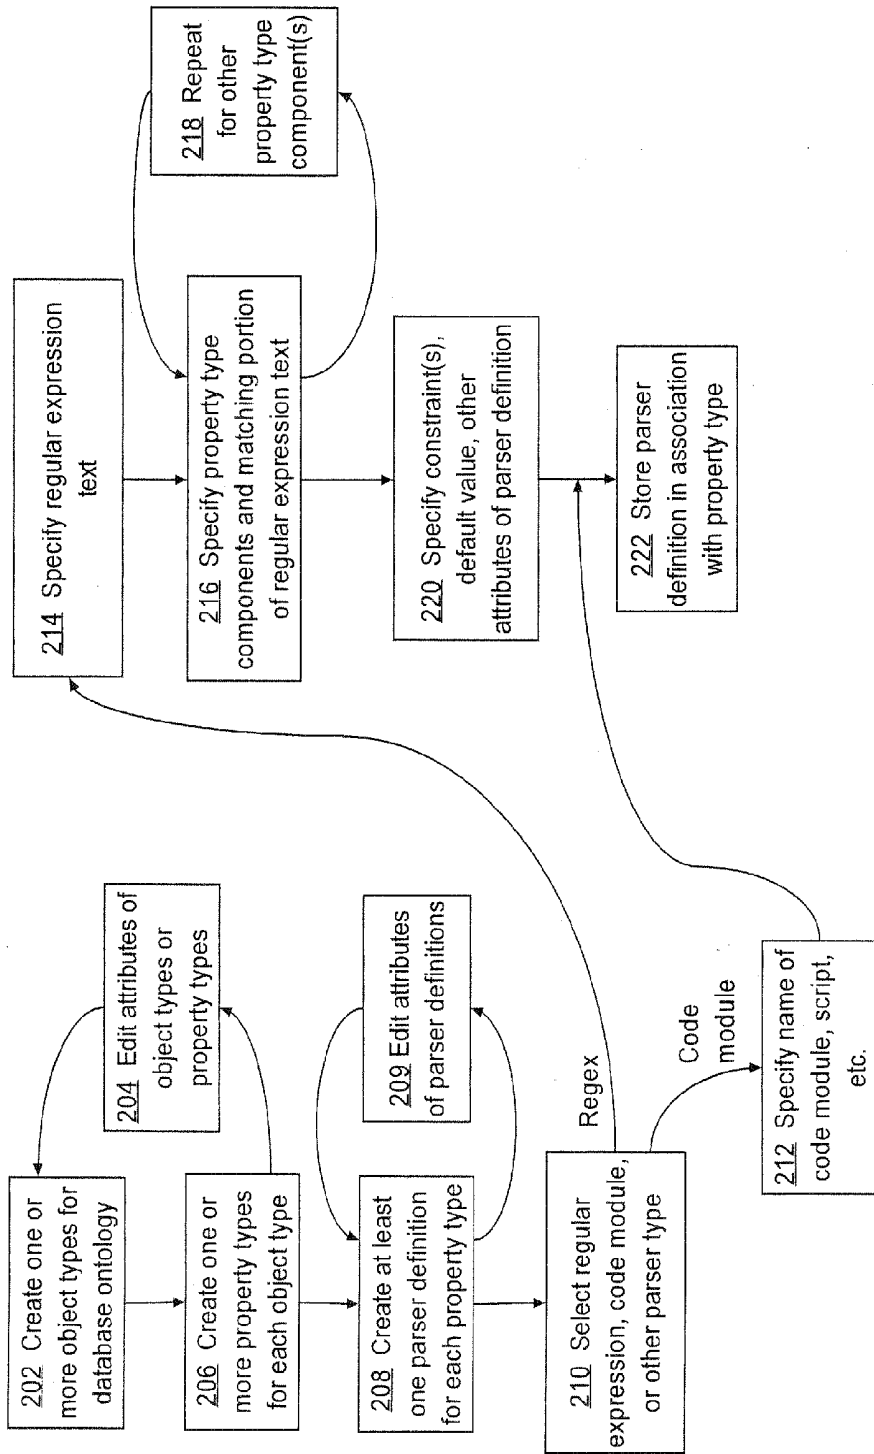 202 Create one or
more object types for
database ontology
204 Edit attributes of
object types or
property types
206 Create one or
more property types
for each object type
208 Create at least
one parser definition
for each property type
209 Edit attributes
of parser definitions
210 Select regular
expression, code module,
or other parser type
Regex
Code
module
212 Specify name of
code module, script,
etc.
214 Specify regular expression
text
216 Specify property type
components and matching portion
of regular expression text
218 Repeat
for other
property type
component(s)
220 Specify constraint(s),
default value, other
attributes of parser definition
222 Store parser
definition in association
with property type